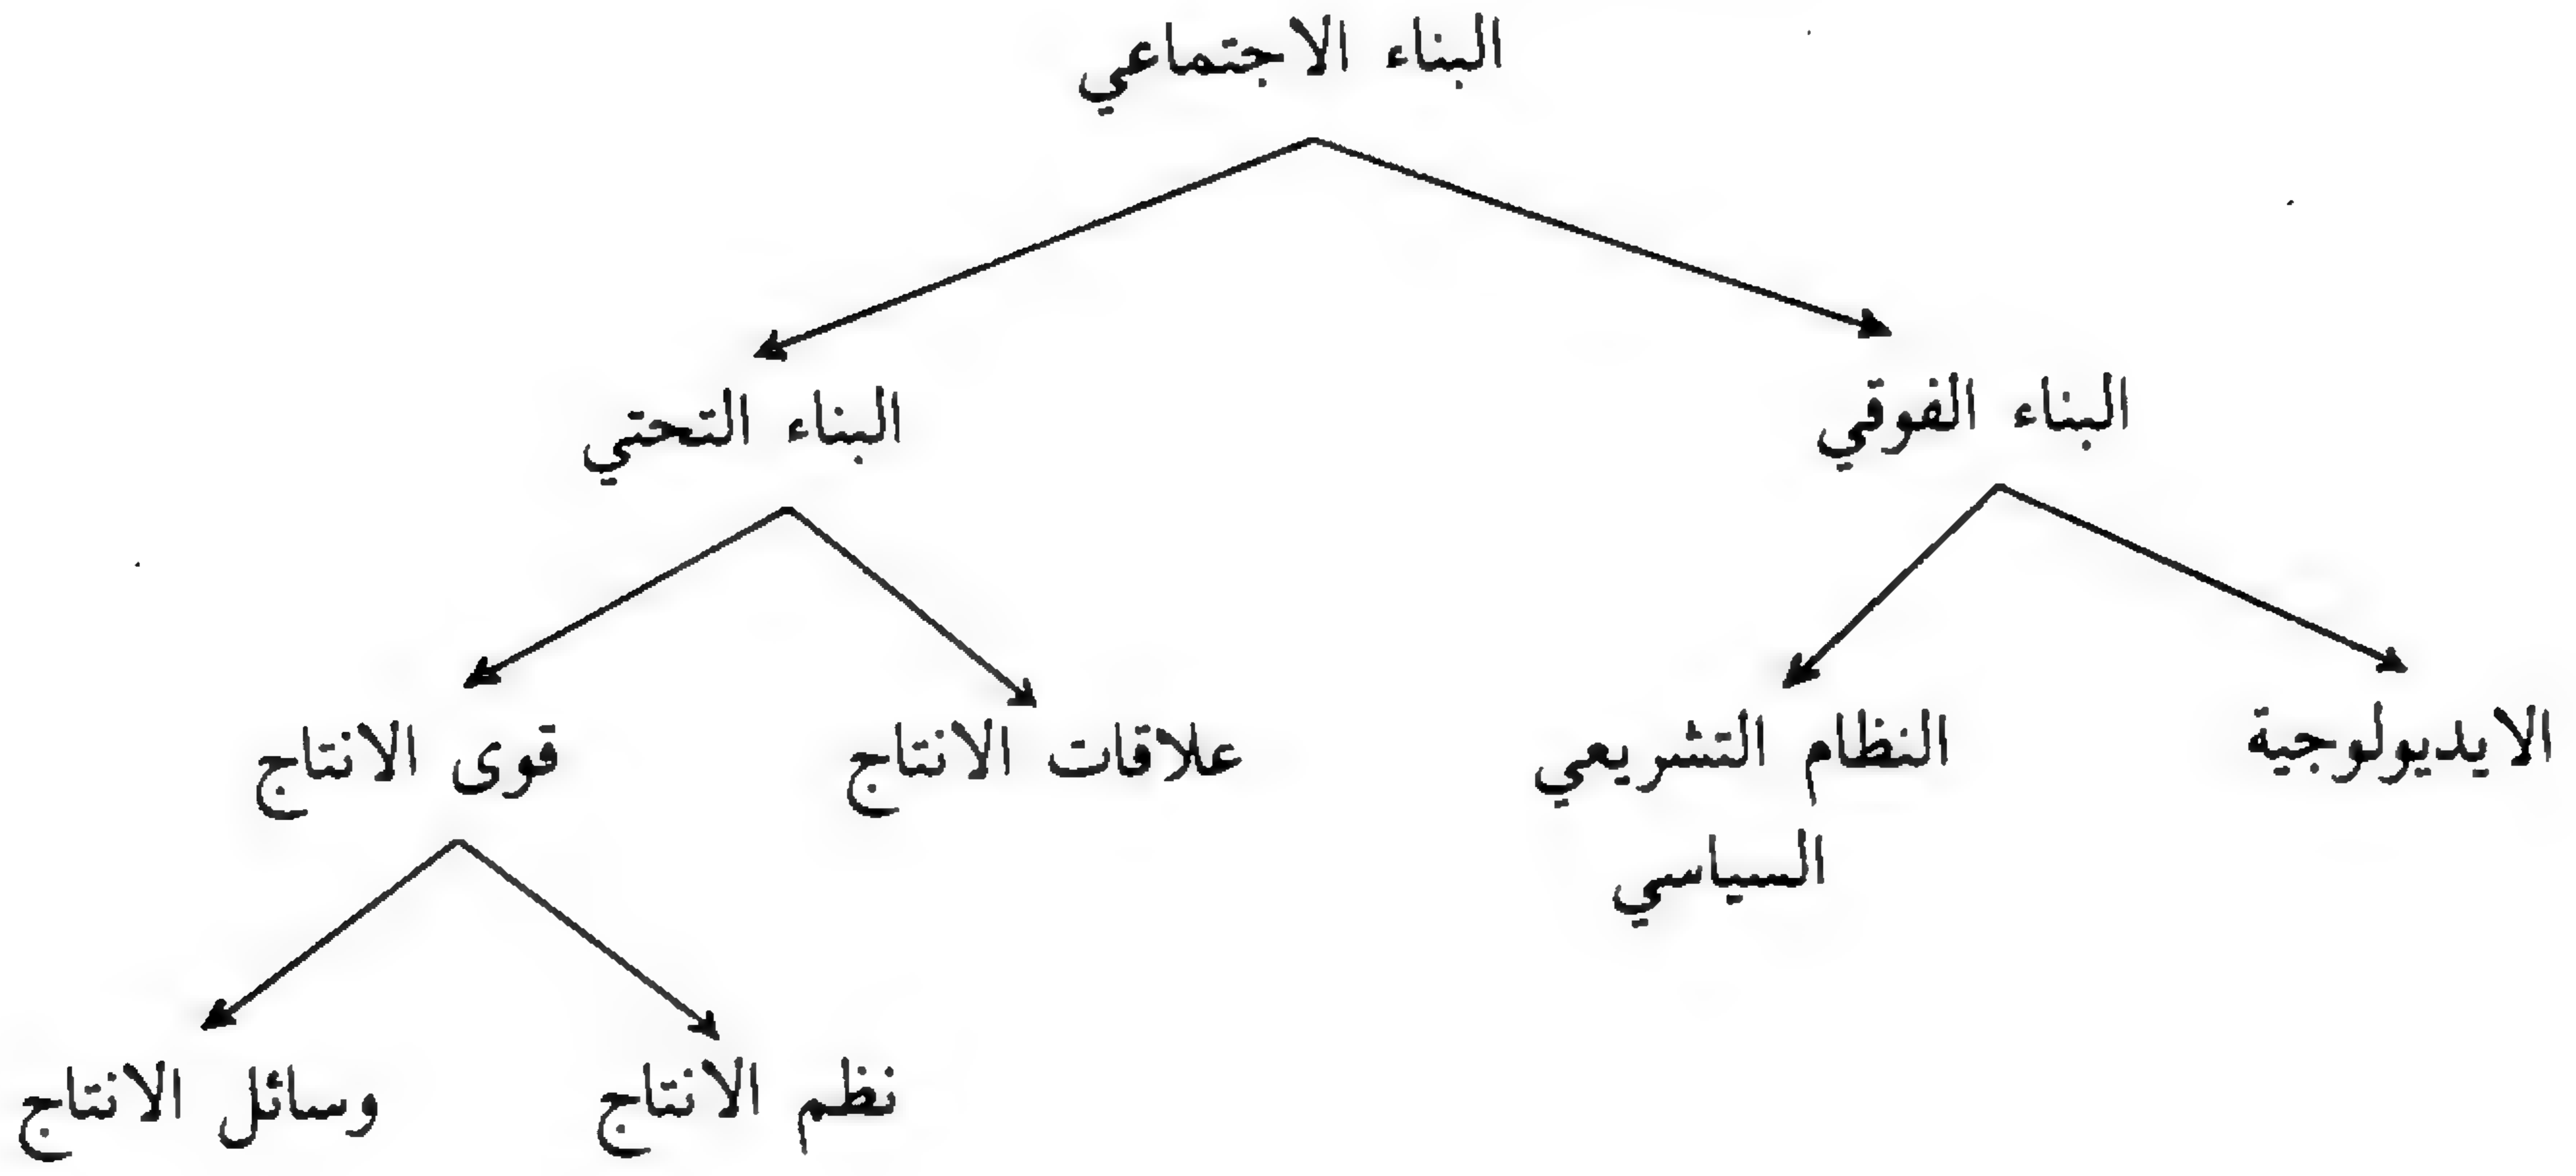 البناء الاجتماعي
البناء الفوقي
البناء التحتي
الايديولوجية
النظام التشريعي
السياسي
علاقات الانتاج
قوى الانتاج
نظم الانتاج
وسائل الانتاج